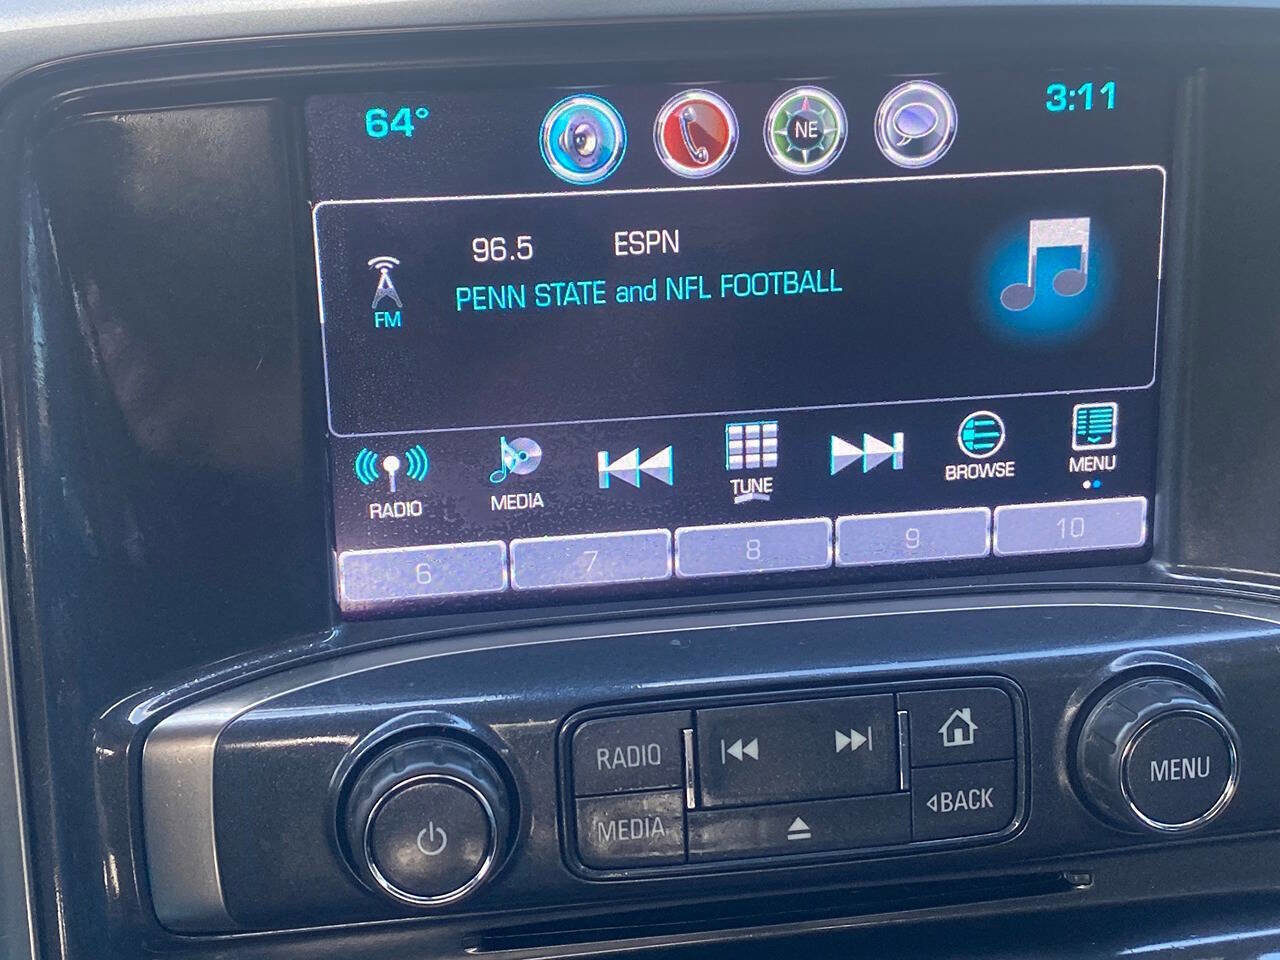 64° 3:11
NE
96.5 ESPN
PENN STATE and NFL FOOTBALL
FM
RADIO MEDIA TUNE BROWSE MENU
6 7 8 9 10
RADIO
MENU
MEDIA BACK